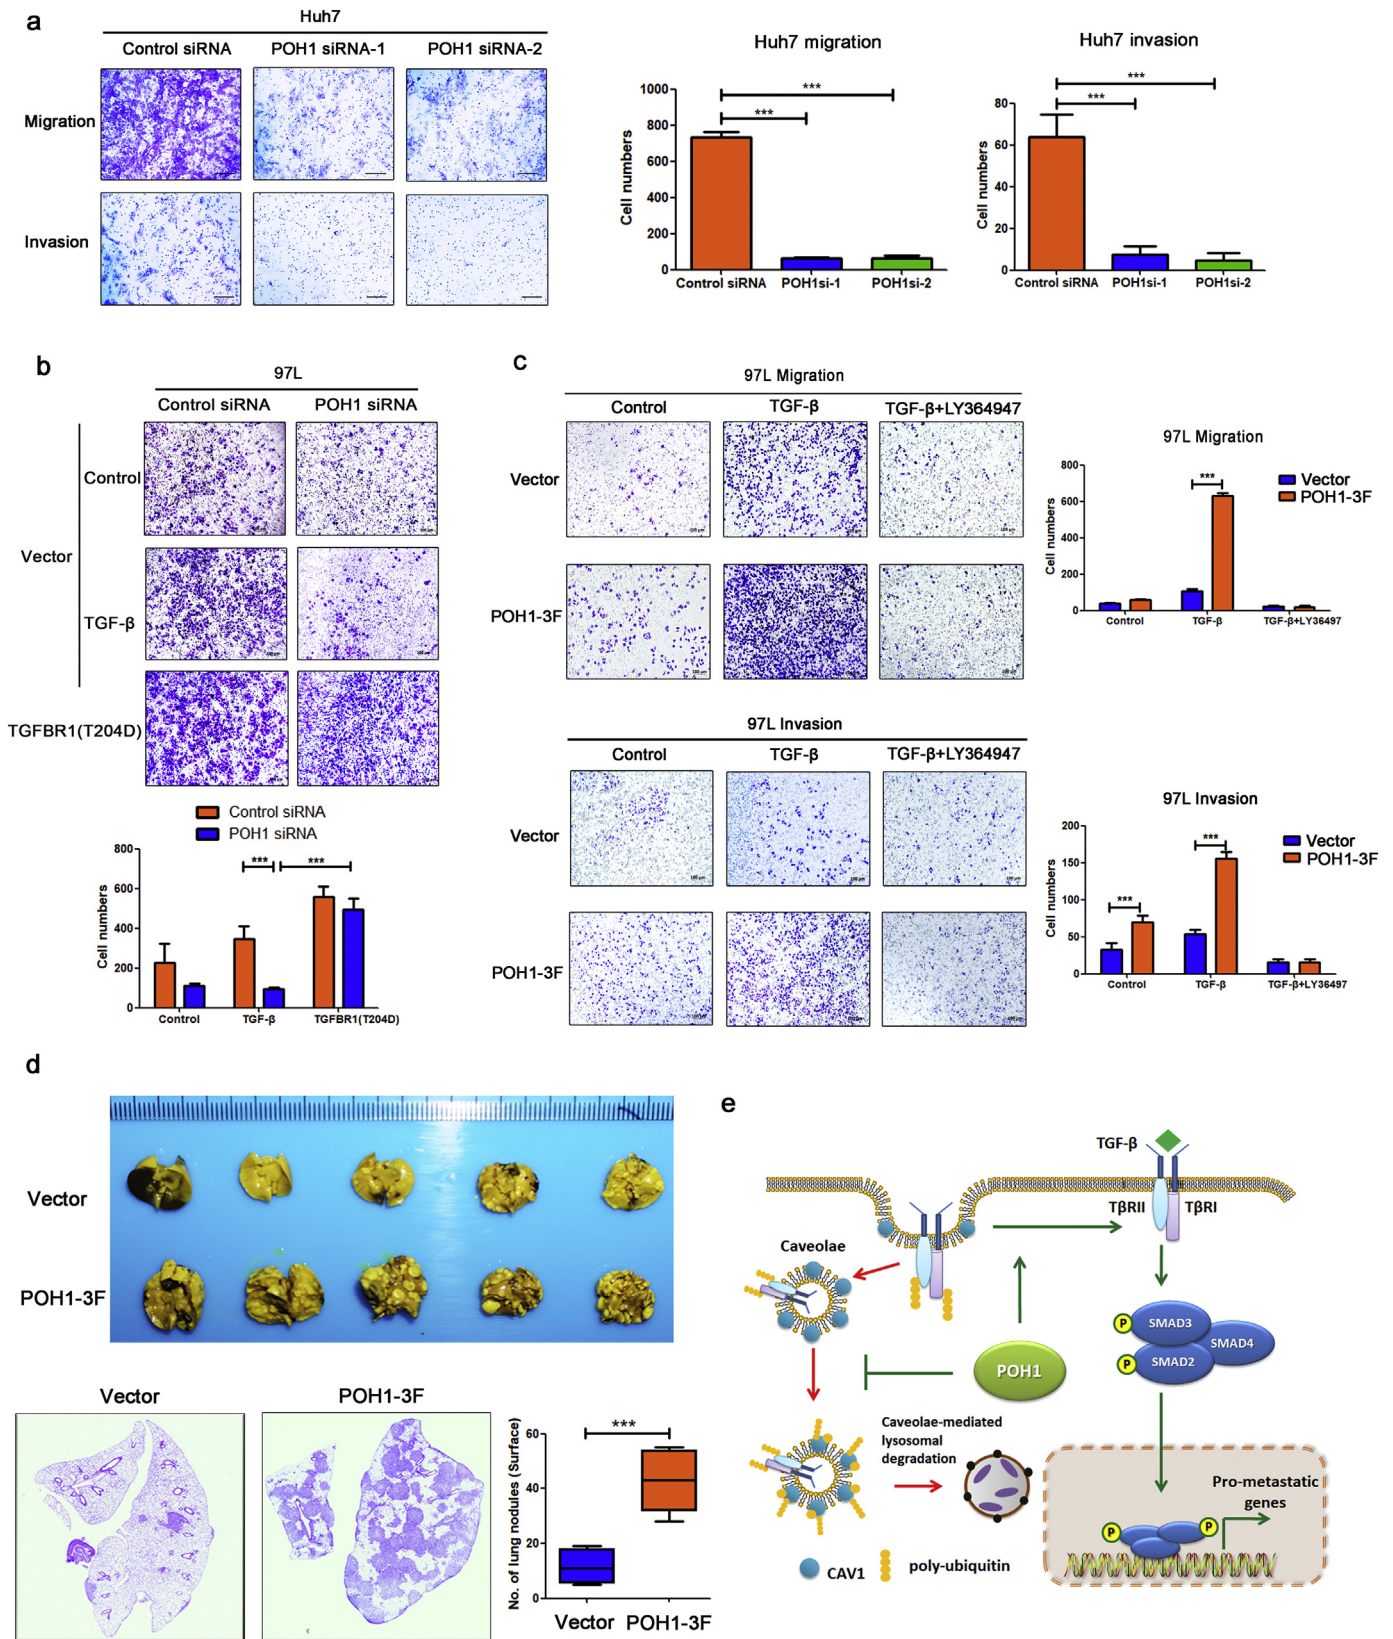 a
Huh7
Control siRNA POH1 siRNA-1 POH1 siRNA-2
Migration
Invasion
Huh7 migration
Cell numbers
1000
800
600
400
200
0
***
***
Control siRNA POH1si-1 POH1si-2
Huh7 invasion
Cell numbers
80
60
40
20
0
***
***
Control siRNA POH1si-1 POH1si-2
b
97L
Control siRNA POH1 siRNA
Vector
Control
TGF-β
TGFBR1(T204D)
Control siRNA
POH1 siRNA
Cell numbers
800
600
400
200
0
*** ***
Control TGF-β TGFBR1(T204D)
c
97L Migration
Control TGF-β TGF-β+LY364947
Vector
100 μm
POH1-3F
100 μm
97L Migration
Vector
POH1-3F
Cell numbers
800
600
400
200
0
***
Control TGF-β TGF-β+LY36497
97L Invasion
Control TGF-β TGF-β+LY364947
Vector
100 μm
POH1-3F
100 μm
97L Invasion
Vector
POH1-3F
Cell numbers
200
150
100
50
0
*** ***
Control TGF-β TGF-β+LY36497
d
Vector
POH1-3F
Vector
POH1-3F
No. of lung nodules (Surface)
60
40
20
0
***
Vector POH1-3F
e
TGF-β
TβRII TβRI
Caveolae
POH1
P SMAD3
SMAD4
P SMAD2
Caveolae-mediated
lysosomal
degradation
Pro-metastatic
genes
P P
CAV1
poly-ubiquitin